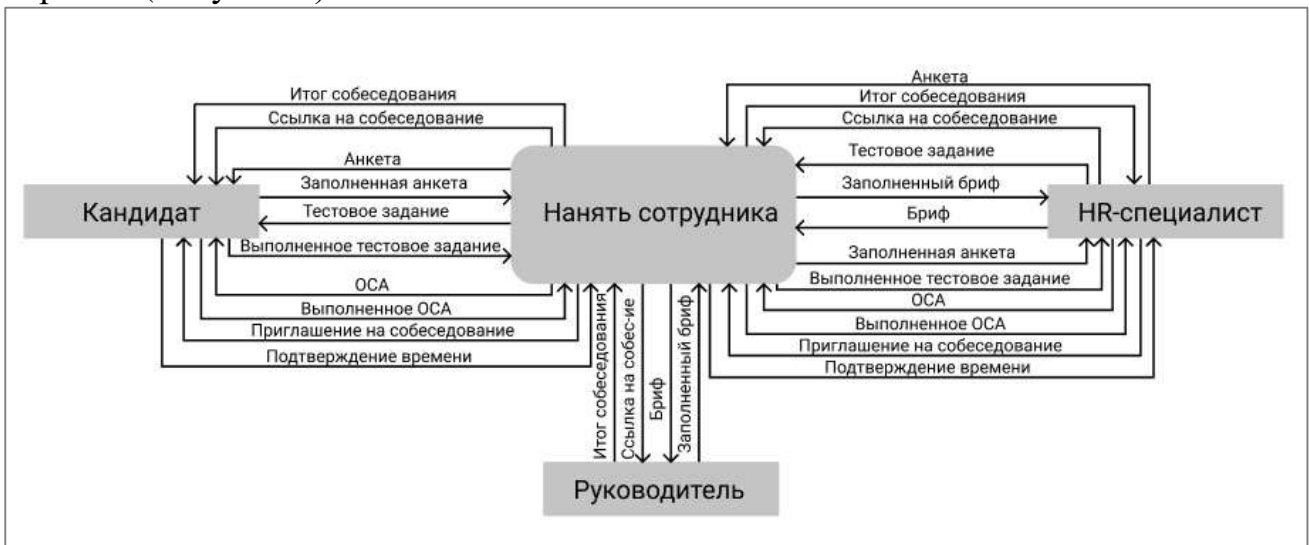 Анкета
Итог собеседования
Ссылка на собеседование
Тестовое задание
Заполненный бриф
Бриф
Заполненная анкета
Выполненное тестовое задание
ОСА
Выполненное ОСА
Приглашение на собеседование
Подтверждение времени
HR-специалист
Нанять сотрудника
Итог собеседования
Ссылка на собеседование
Анкета
Заполненная анкета
Тестовое задание
Выполненное тестовое задание
ОСА
Выполненное ОСА
Приглашение на собеседование
Подтверждение времени
Кандидат
Итог собеседования
Ссылка на собес-ие
Бриф
Заполненный бриф
Руководитель